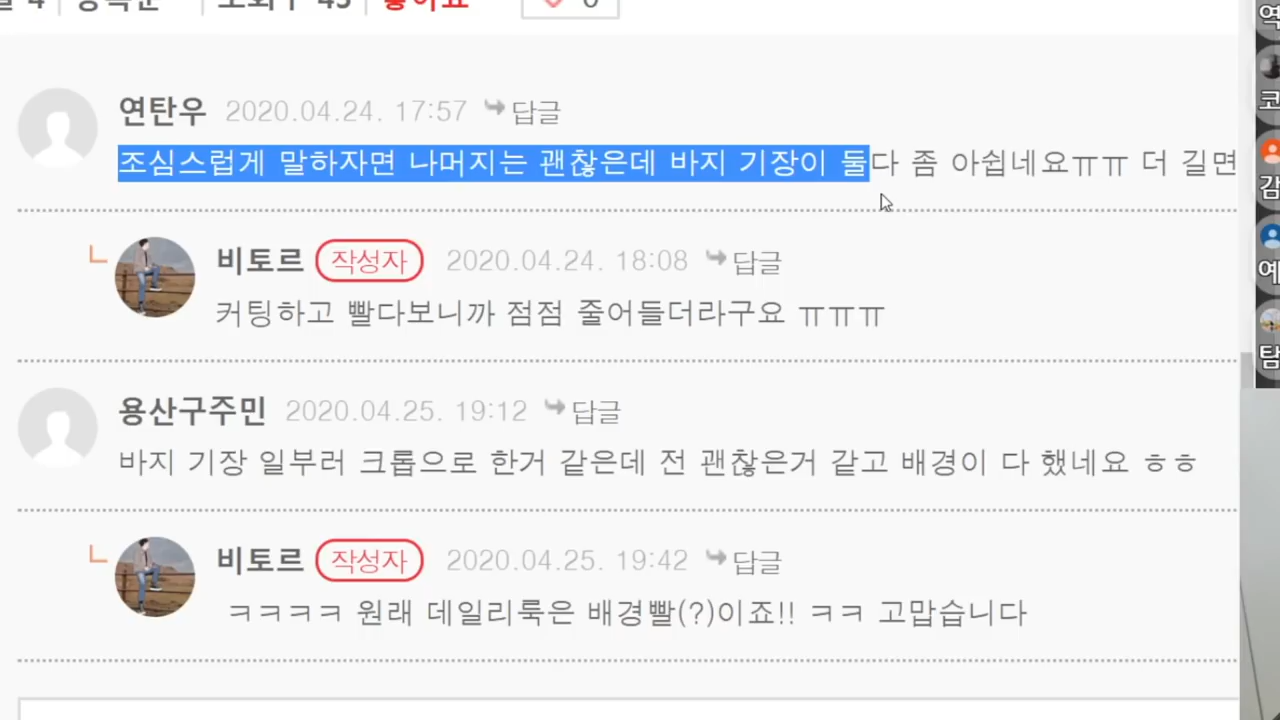 연탄우 2020.04.24. 17:57 답글
조심스럽게 말하자면 나머지는 괜찮은데 바지 기장이 둘다 좀 아쉽네요ㅠㅠ 더 길면
비토르 작성자 2020.04.24. 18:08 답글
커팅하고 빨다보니까 점점 줄어들더라구요 ㅠㅠㅠ
용산구주민 2020.04.25. 19:12 답글
바지 기장 일부러 크롭으로 한거 같은데 전 괜찮은거 같고 배경이 다 했네요 ㅎㅎ
비토르 작성자 2020.04.25. 19:42 답글
ㅋㅋㅋㅋ 원래 데일리룩은 배경빨(?)이죠!! ㅋㅋ 고맙습니다
코
감
예
탐